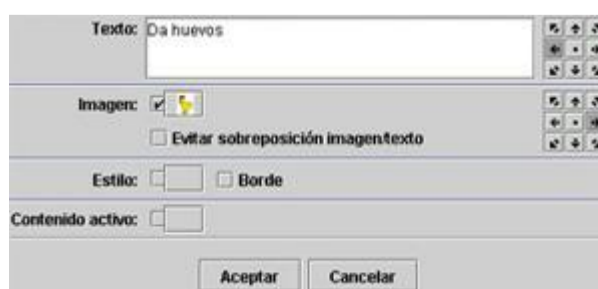 Texto: Da huevos
Imagen:
Evitar sobreposición imagen/texto
Estilo: Borde
Contenido activo:
Aceptar Cancelar